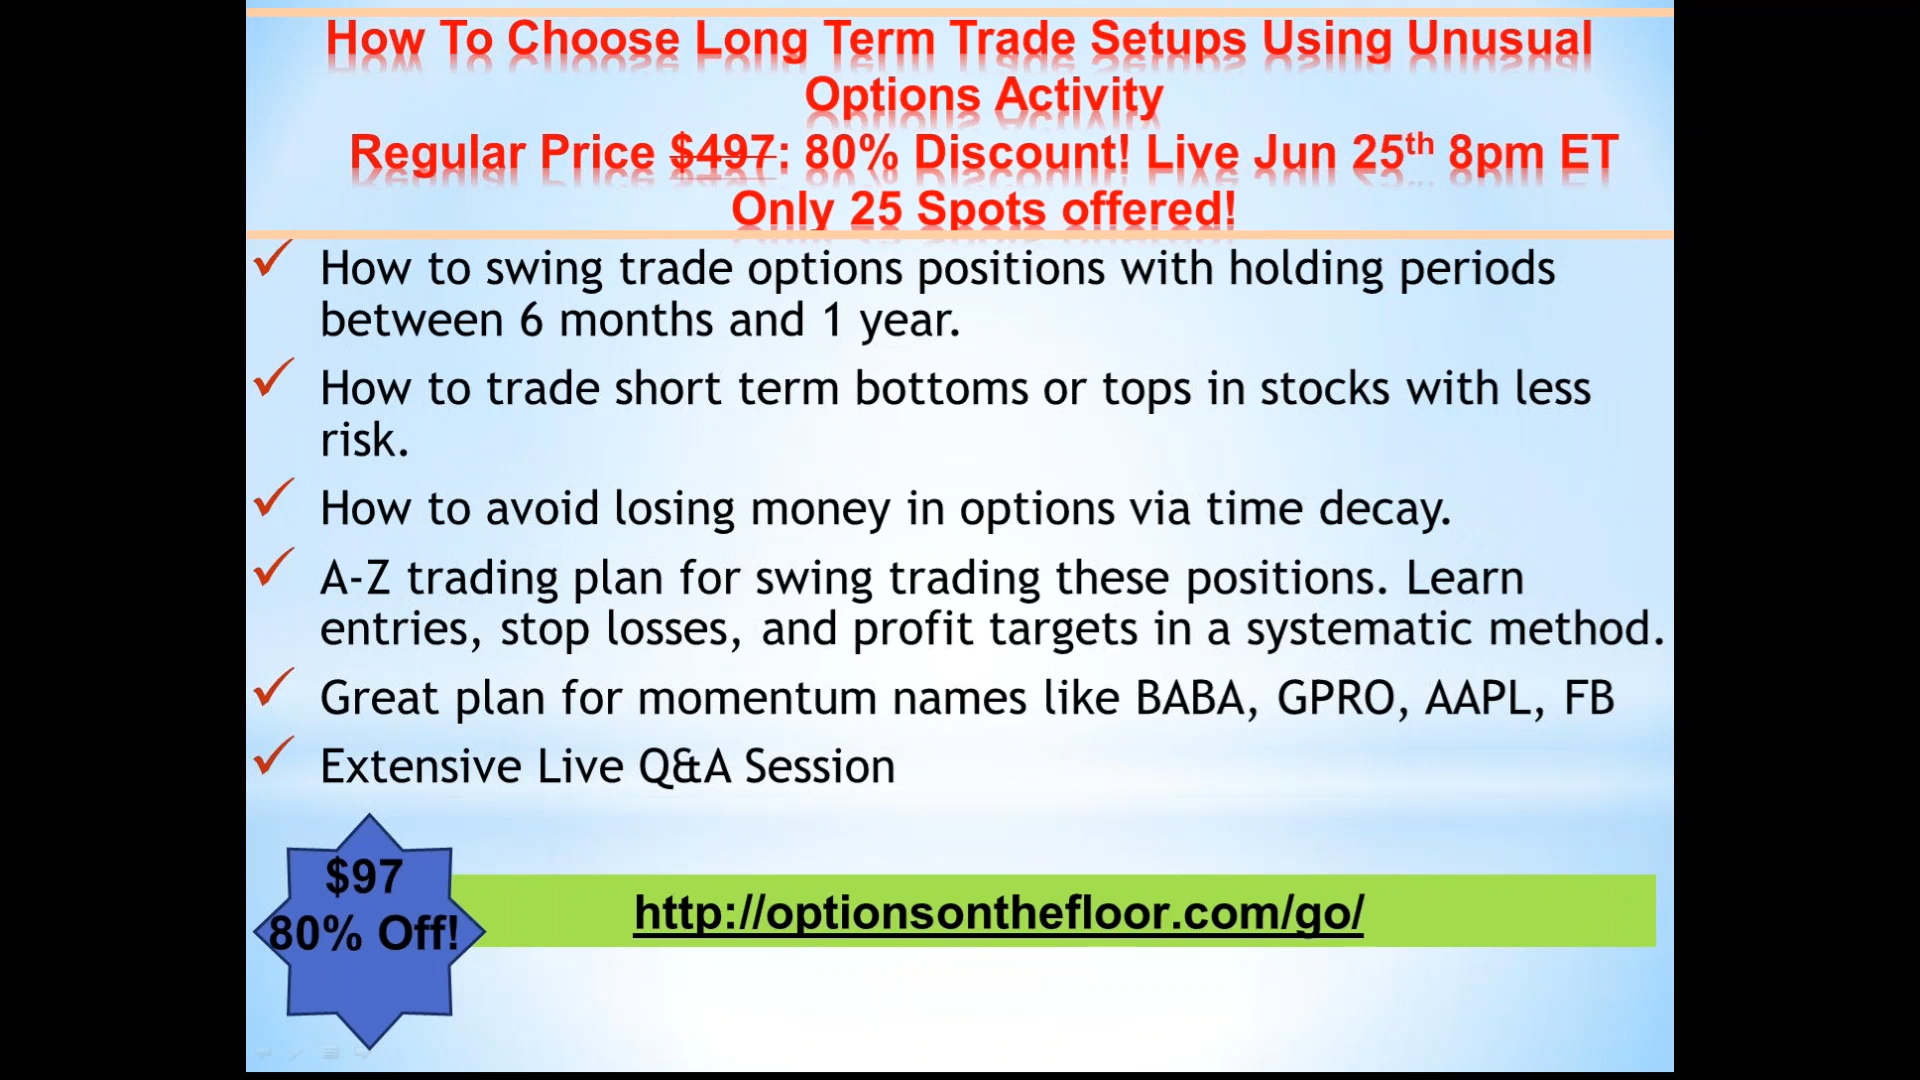 How To Choose Long Term Trade Setups Using Unusual
Options Activity
Regular Price $497: 80% Discount! Live Jun 25th 8pm ET
Only 25 Spots offered!
How to swing trade options positions with holding periods
between 6 months and 1 year.
How to trade short term bottoms or tops in stocks with less
risk.
How to avoid losing money in options via time decay.
A-Z trading plan for swing trading these positions. Learn
entries, stop losses, and profit targets in a systematic method.
Great plan for momentum names like BABA, GPRO, AAPL, FB
Extensive Live Q&A Session
$97
80% Off!
http://optionsonthefloor.com/go/